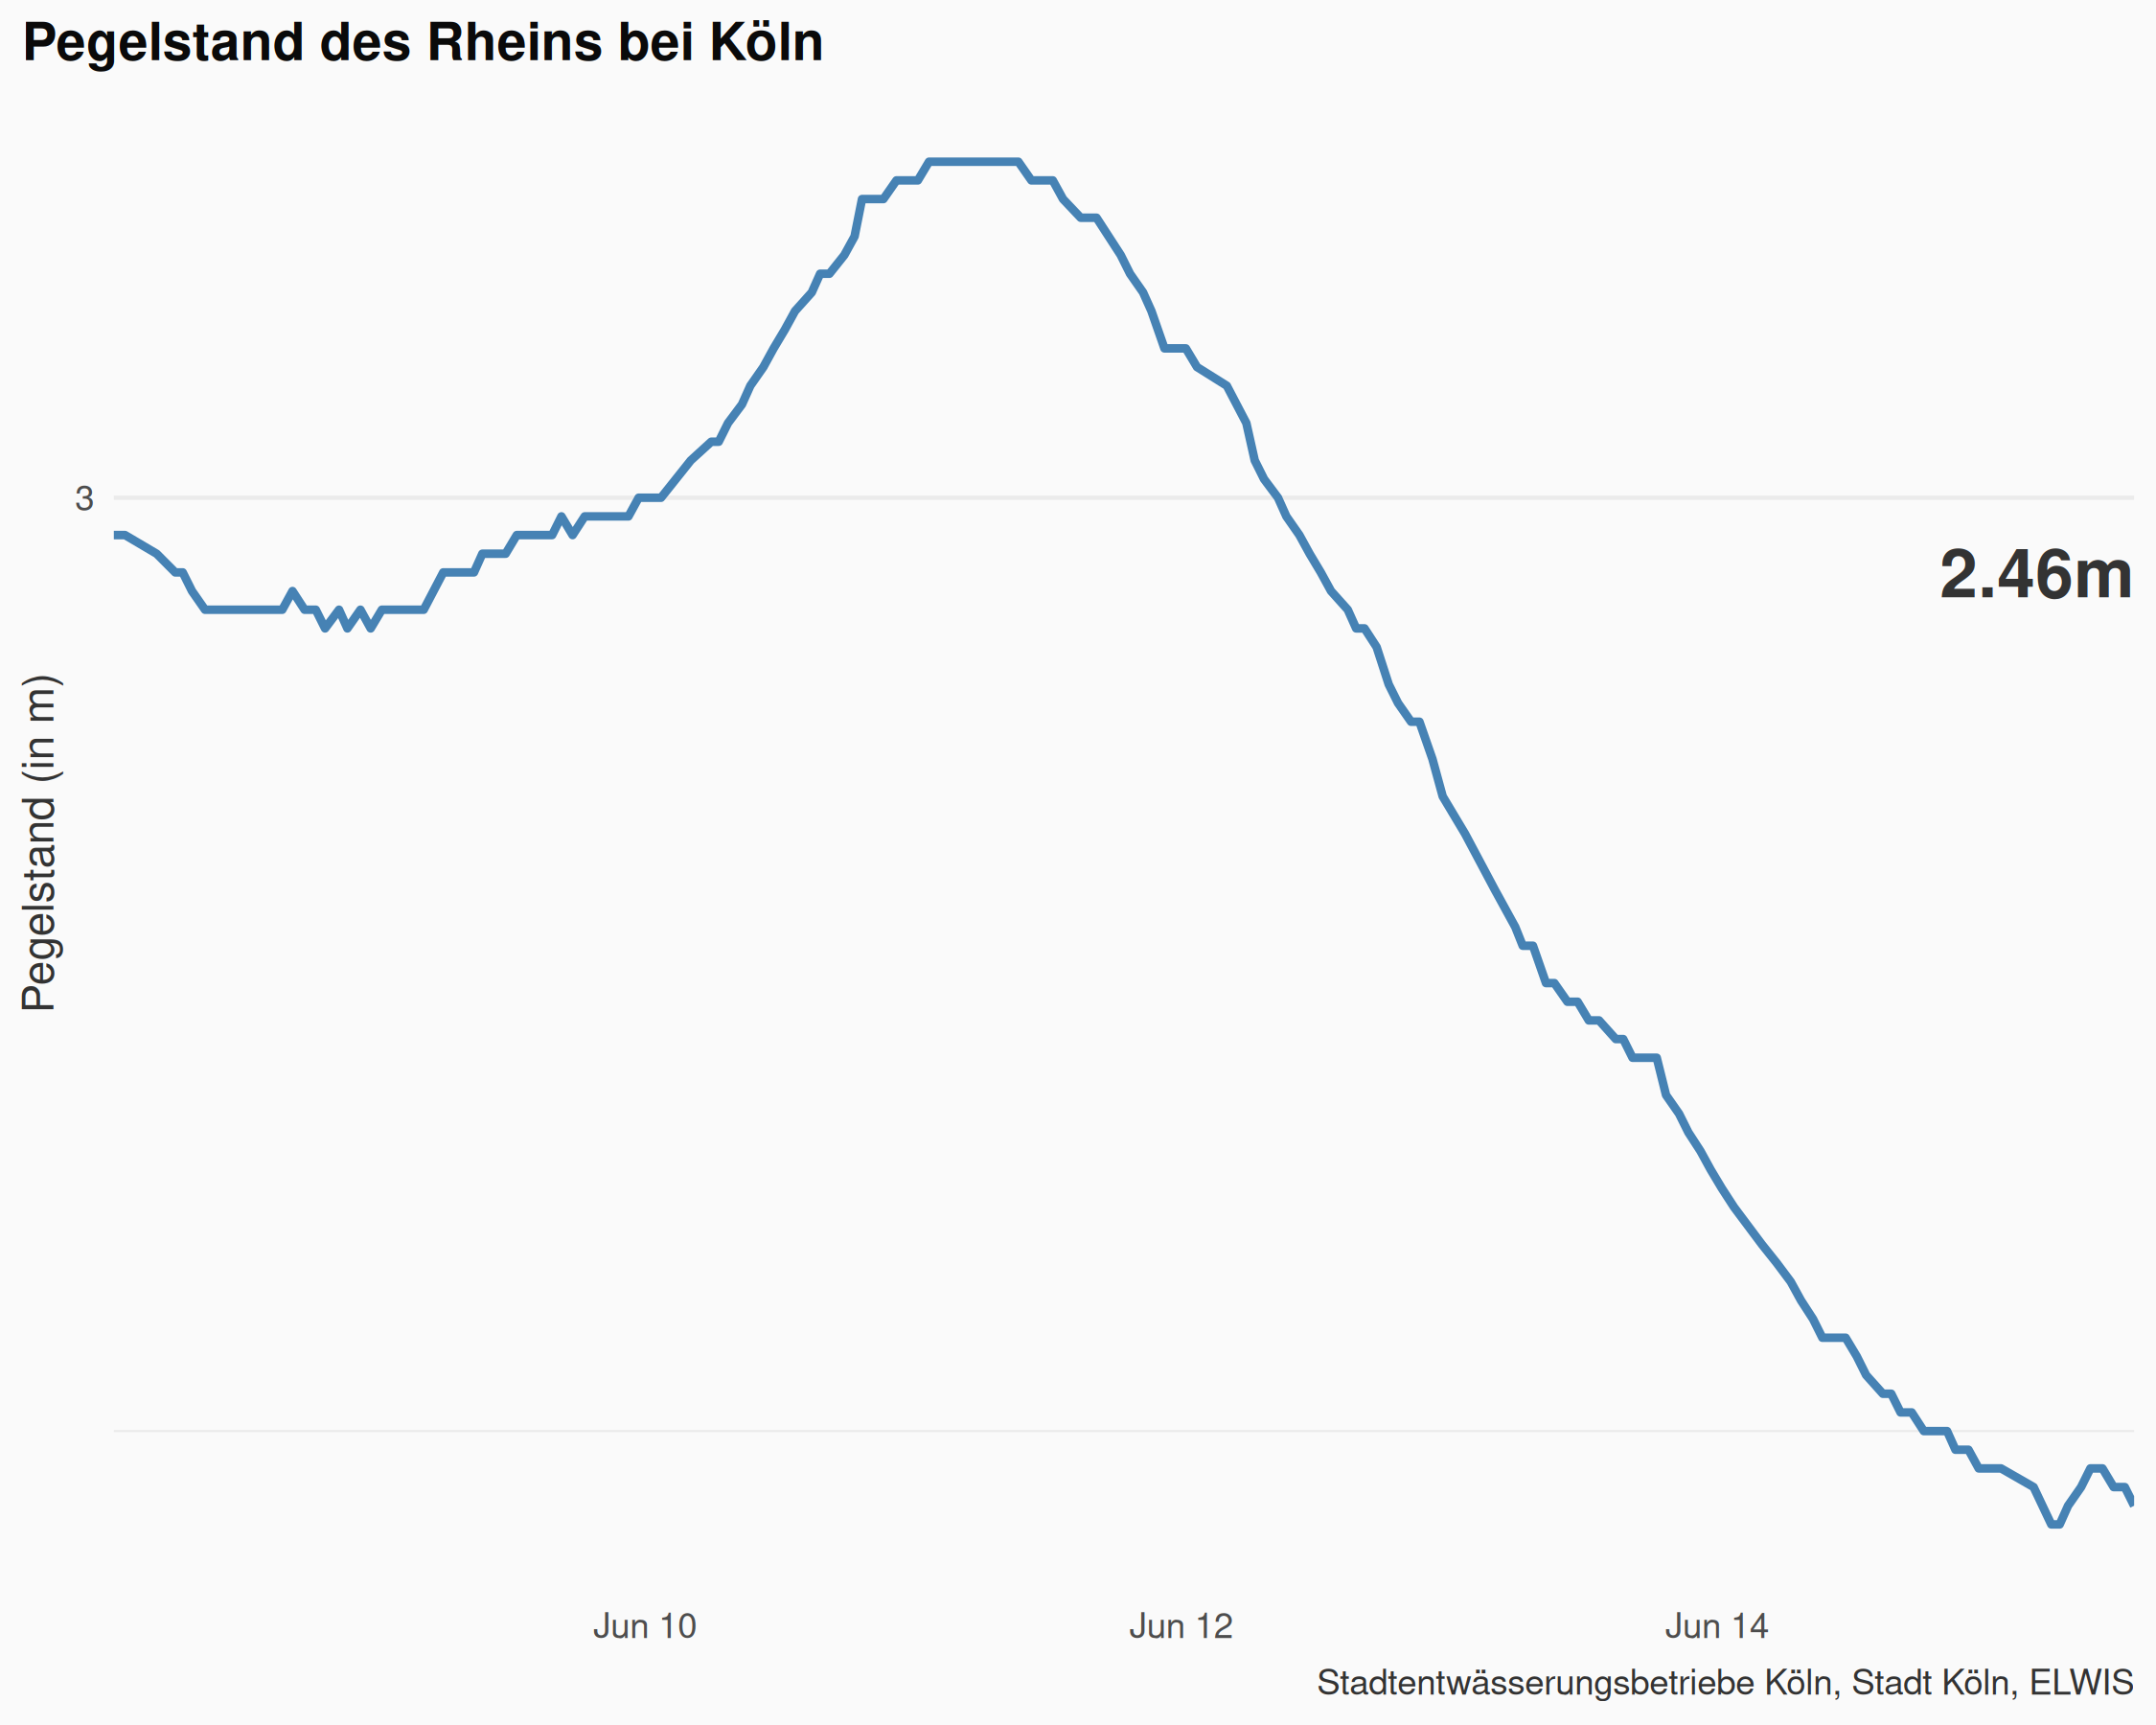 Pegelstand des Rheins bei Köln
3
2.46m
Pegelstand (in m)
Jun 10
Jun 12
Jun 14
Stadtentwässerungsbetriebe Köln, Stadt Köln, ELWIS